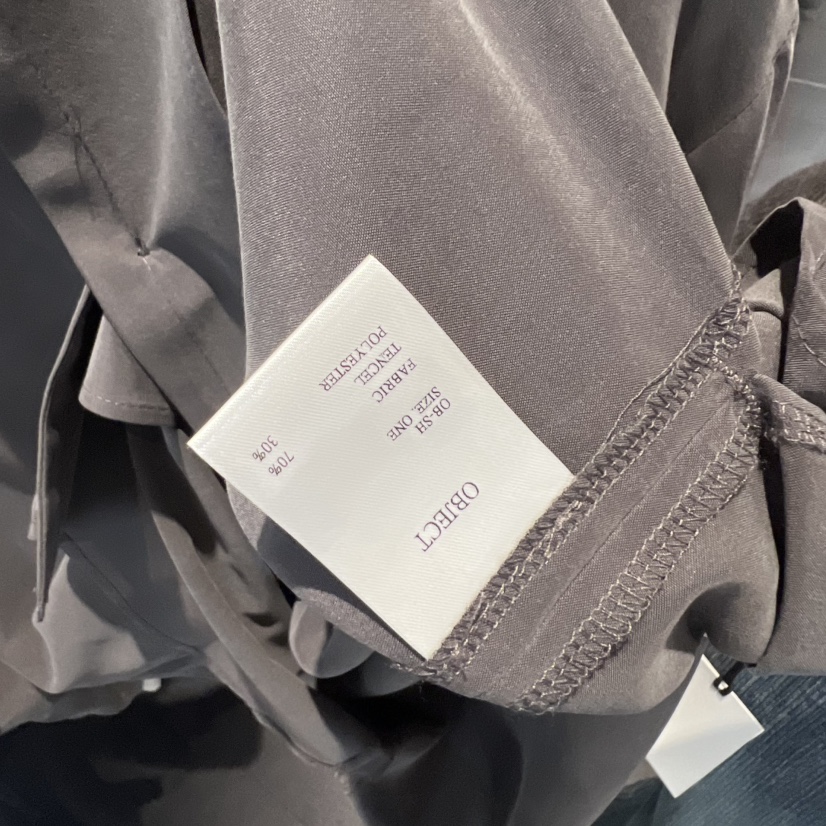 OBJECT
OB-SH
SIZE. ONE
FABRIC
TENCEL 70%
POLYESTER 30%